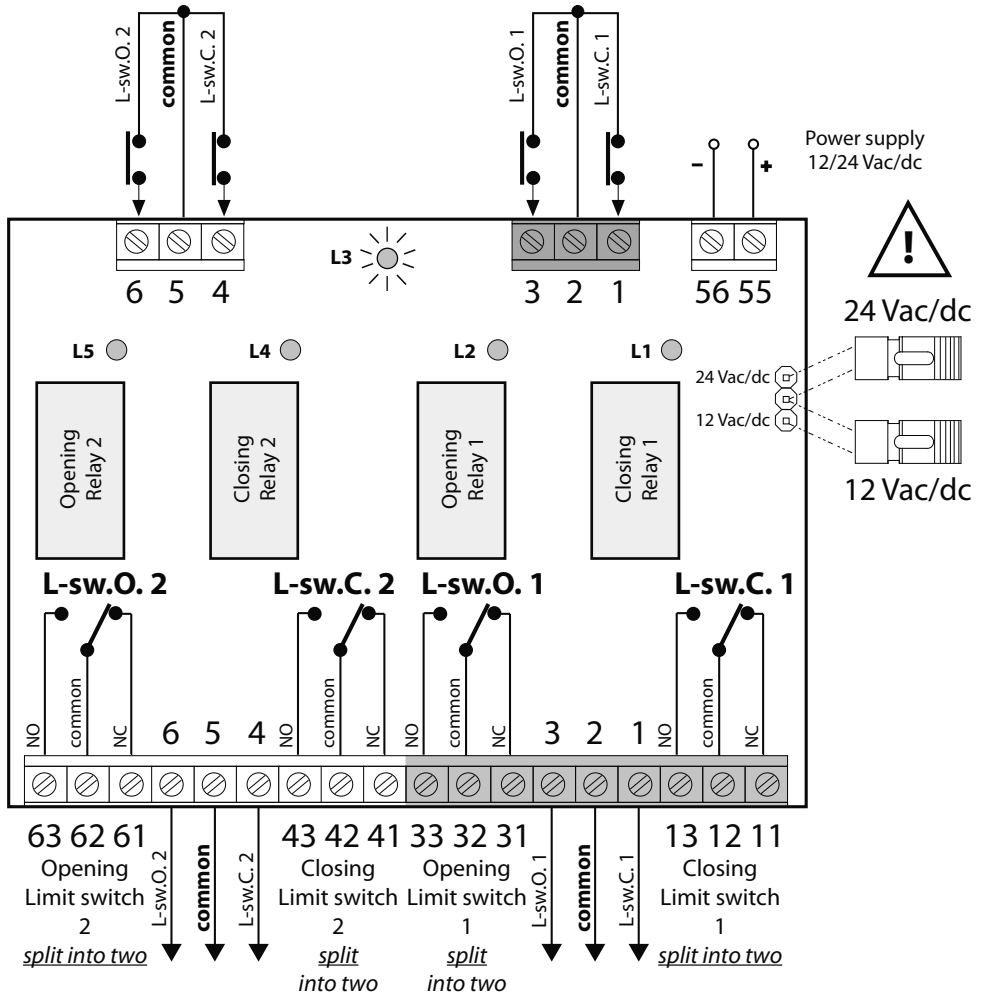 L-sw.O. 2
common
L-sw.C. 2
L-sw.O. 1
common
L-sw.C. 1
Power supply
12/24 Vac/dc
- +
L3
!
6 5 4
3 2 1
56 55
24 Vac/dc
L5
L4
L2
L1
24 Vac/dc
12 Vac/dc
12 Vac/dc
Opening
Relay 2
Closing
Relay 2
Opening
Relay 1
Closing
Relay 1
L-sw.O. 2
L-sw.C. 2
L-sw.O. 1
L-sw.C. 1
NO
common
NC
6 5 4
NO
common
NC
NO
common
NC
3 2 1
NO
common
NC
63 62 61
Opening
Limit switch
2
split into two
L-sw.O. 2
common
L-sw.C. 2
43 42 41
Closing
Limit switch
2
split
into two
33 32 31
Opening
Limit switch
1
split
into two
L-sw.O. 1
common
L-sw.C. 1
13 12 11
Closing
Limit switch
1
split into two